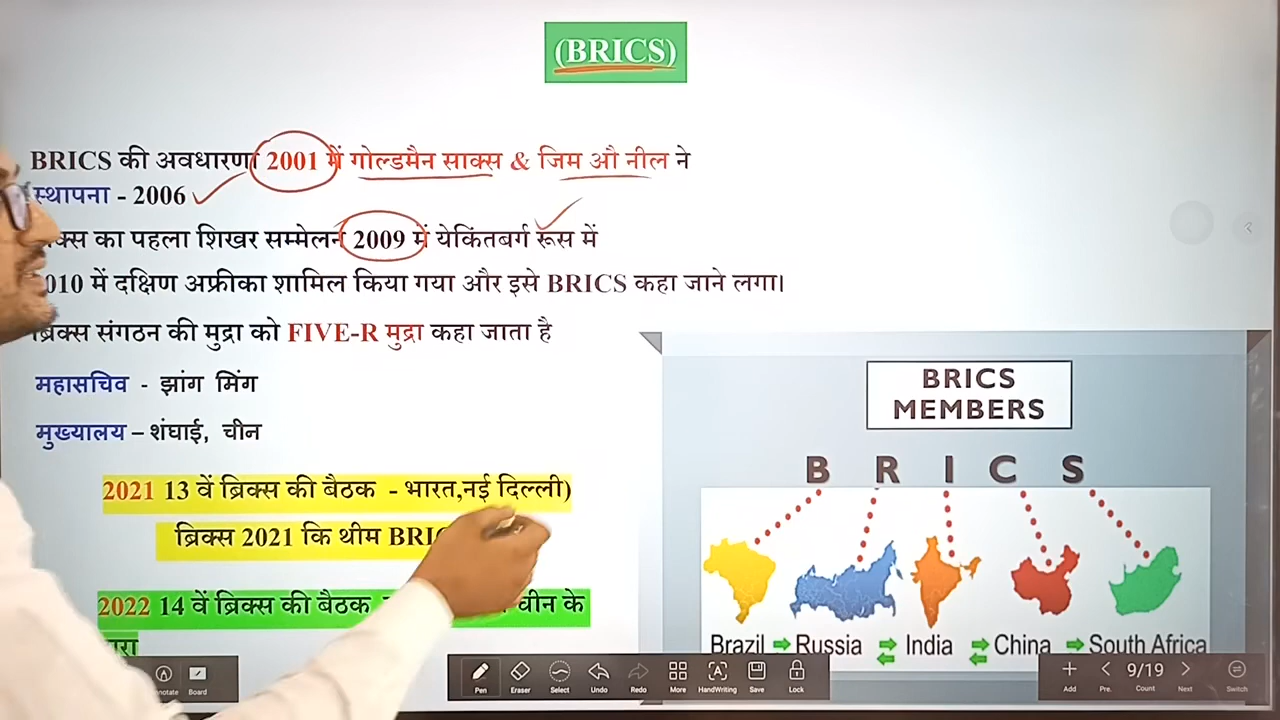 (BRICS)
BRICS की अवधारणा 2001 में गोल्डमैन साक्स & जिम औ नील ने
स्थापना - 2006
का पहला शिखर सम्मेलन 2009 में येकिंतबर्ग रूस में
010 में दक्षिण अफ्रीका शामिल किया गया और इसे BRICS कहा जाने लगा।
ब्रिक्स संगठन की मुद्रा को FIVE-R मुद्रा कहा जाता है
महासचिव - झांग मिंग
मुख्यालय – शंघाई, चीन
2021 13 वें ब्रिक्स की बैठक - भारत,नई दिल्ली)
ब्रिक्स 2021 कि थीम
2022 14 वें ब्रिक्स की बैठक चीन के
BRICS
MEMBERS
B R I C S
Brazil Russia India China South Africa
Board
Pen Eraser Select Undo Redo More HandWriting Save Lock
9/19
Add Pre. Count Next Switch